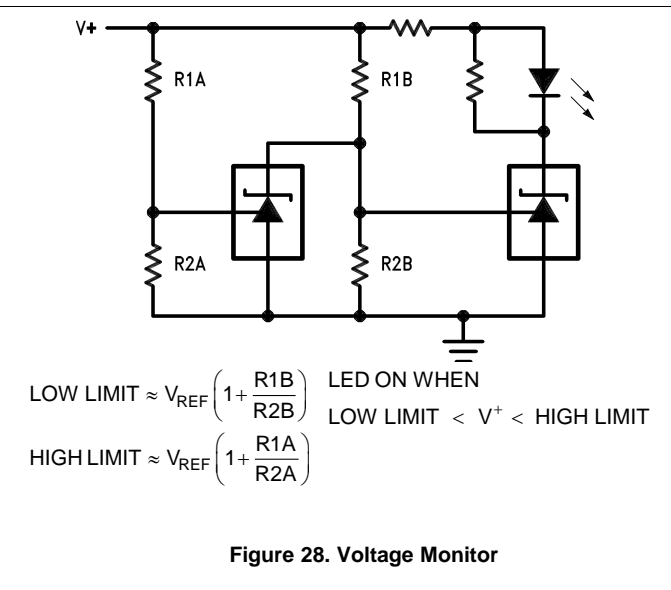 V+
R1A
R1B
R2A
R2B
LOW LIMIT ≈ V_REF (1 + R1B / R2B)
LED ON WHEN
LOW LIMIT < V⁺ < HIGH LIMIT
HIGH LIMIT ≈ V_REF (1 + R1A / R2A)
Figure 28. Voltage Monitor